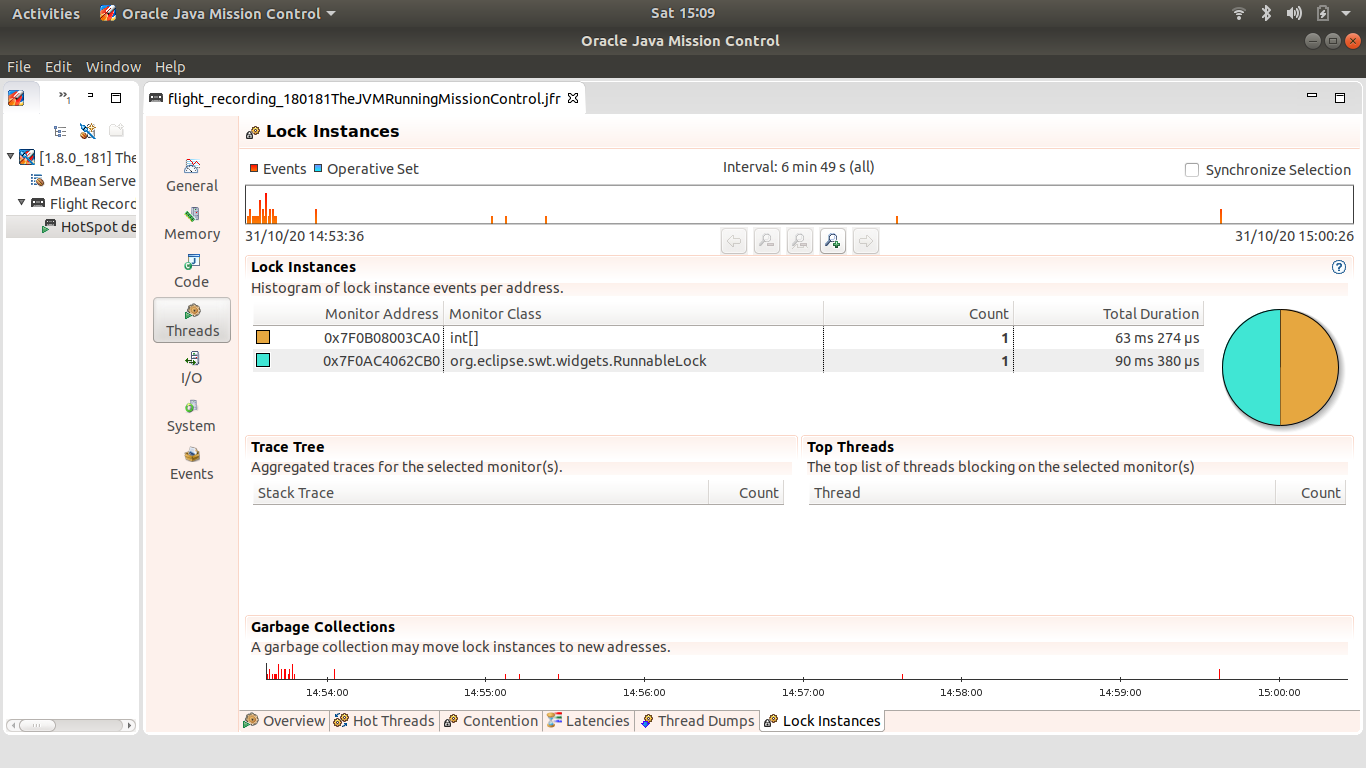 Activities Oracle Java Mission Control Sat 15:09
Oracle Java Mission Control
File Edit Window Help
»1
flight_recording_180181TheJVMRunningMissionControl.jfr
[1.8.0_181] The
MBean Serve
Flight Record
HotSpot de
General
Memory
Code
Threads
I/O
System
Events
Lock Instances
Events Operative Set Interval: 6 min 49 s (all) Synchronize Selection
31/10/20 14:53:36 31/10/20 15:00:26
Lock Instances
Histogram of lock instance events per address.
Monitor Address Monitor Class Count Total Duration
0x7F0B08003CA0 int[] 1 63 ms 274 µs
0x7F0AC4062CB0 org.eclipse.swt.widgets.RunnableLock 1 90 ms 380 µs
Trace Tree
Aggregated traces for the selected monitor(s).
Stack Trace Count
Top Threads
The top list of threads blocking on the selected monitor(s)
Thread Count
Garbage Collections
A garbage collection may move lock instances to new adresses.
14:54:00 14:55:00 14:56:00 14:57:00 14:58:00 14:59:00 15:00:00
Overview Hot Threads Contention Latencies Thread Dumps Lock Instances